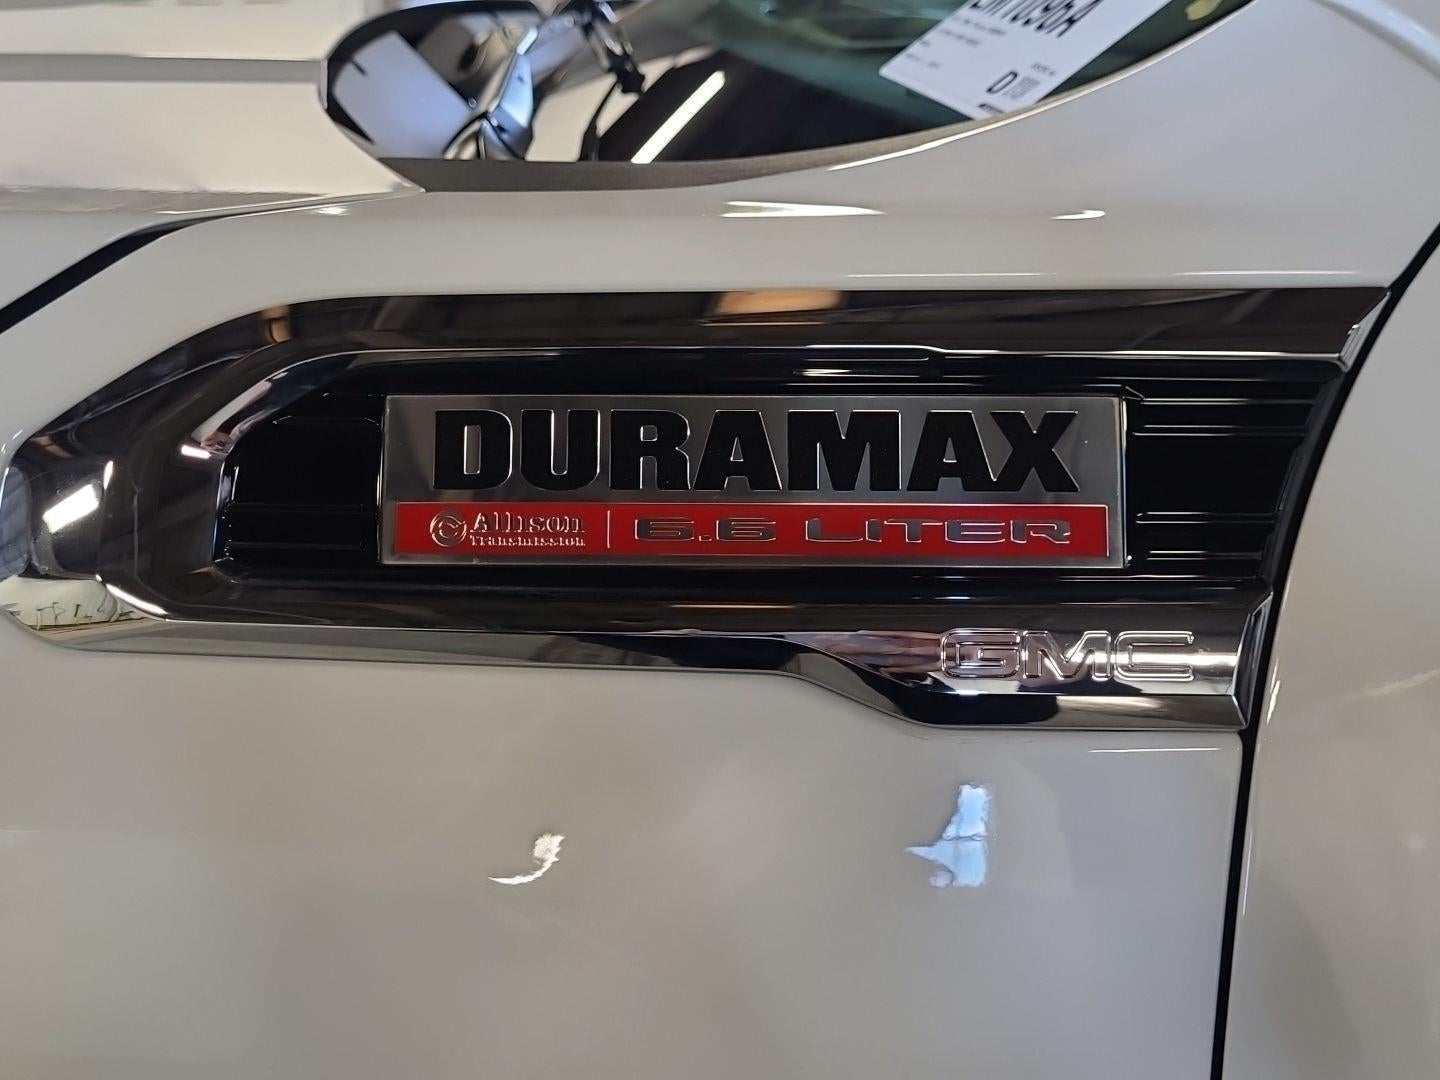 D
DURAMAX
Allison
Transmission
6.6 LITER
GMC